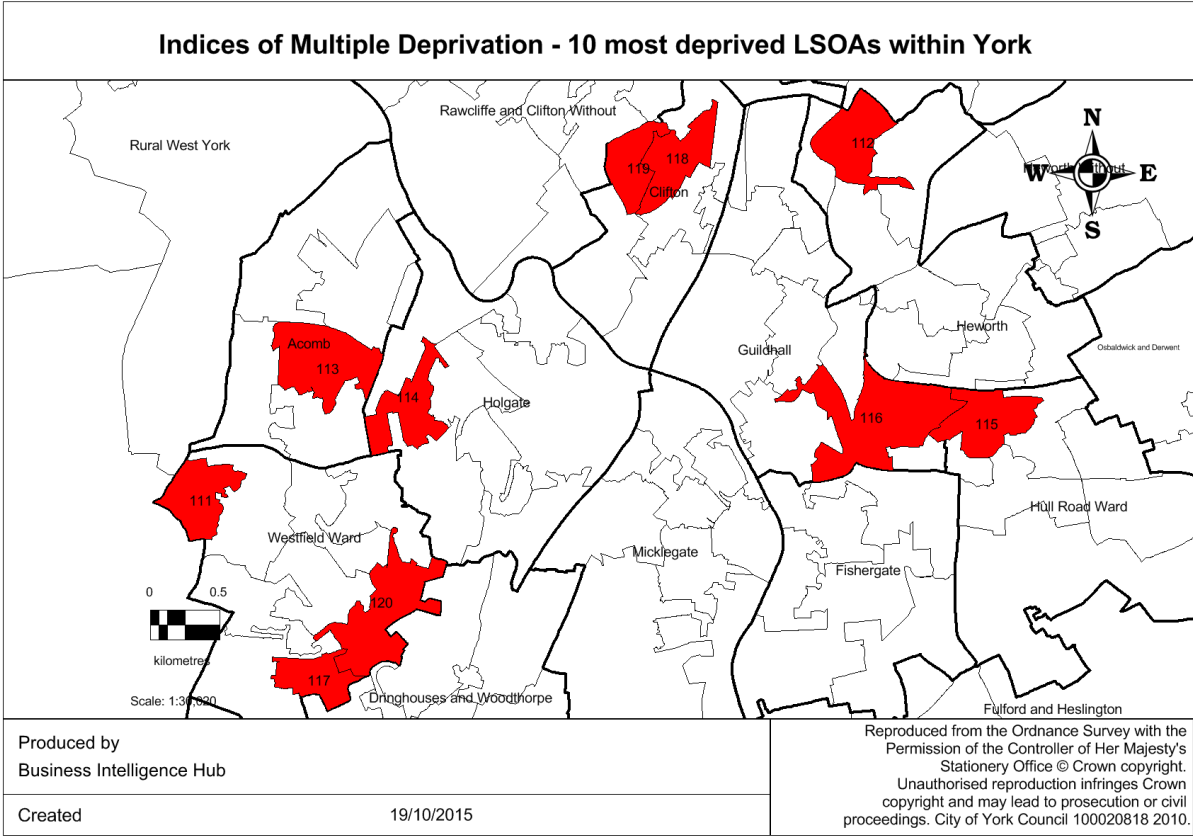 Indices of Multiple Deprivation - 10 most deprived LSOAs within York
Rawcliffe and Clifton Without
Rural West York
N
112
W
E
S
119
118
Clifton
Acomb
113
114
Holgate
Heworth
Guildhall
Osbaldwick and Derwent
116
115
111
Westfield Ward
Hull Road Ward
Micklegate
Fishergate
0 0.5
120
kilometres
117
Scale: 1:30,020
Dringhouses and Woodthorpe
Fulford and Heslington
Produced by
Business Intelligence Hub
Created 19/10/2015
Reproduced from the Ordnance Survey with the
Permission of the Controller of Her Majesty's
Stationery Office © Crown copyright.
Unauthorised reproduction infringes Crown
copyright and may lead to prosecution or civil
proceedings. City of York Council 100020818 2010.